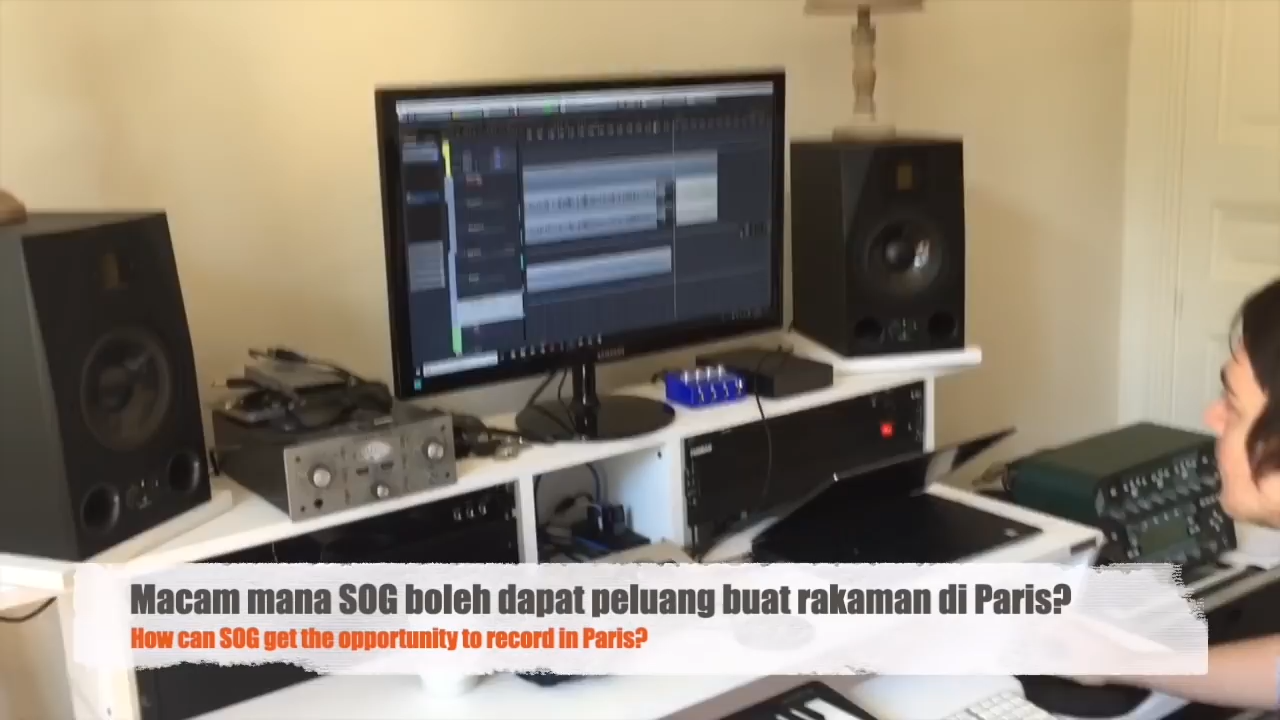 Macam mana SOG boleh dapat peluang buat rakaman di Paris?
How can SOG get the opportunity to record in Paris?